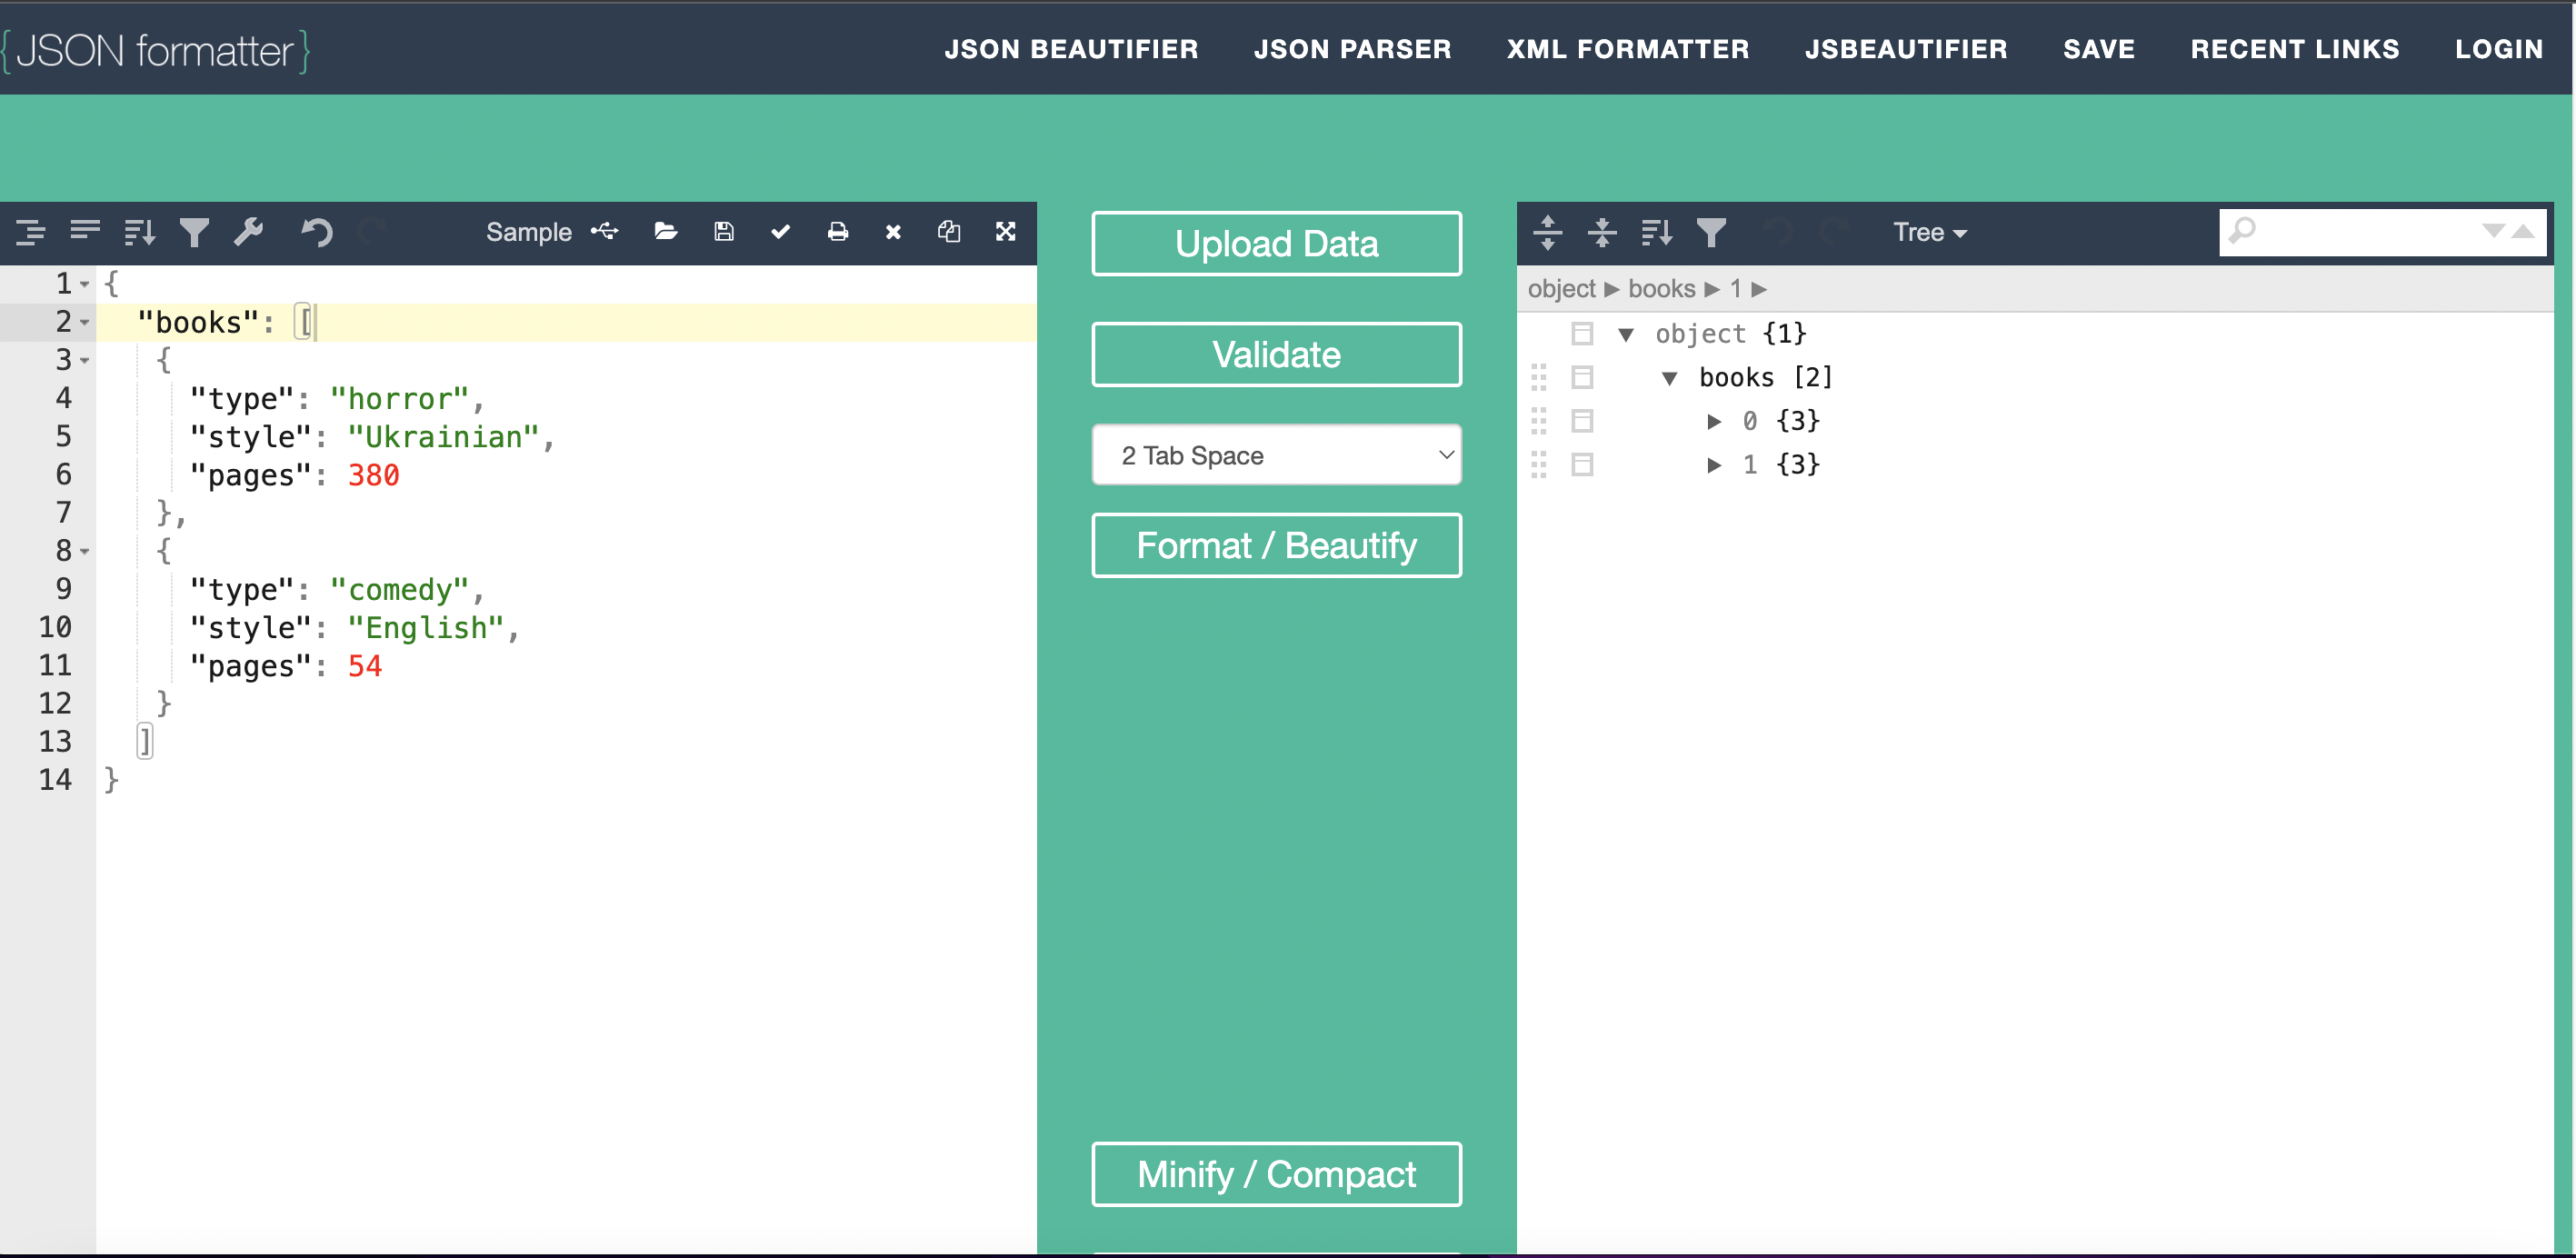 {JSON formatter}
JSON BEAUTIFIER JSON PARSER XML FORMATTER JSBEAUTIFIER SAVE RECENT LINKS LOGIN
Sample
1 {
2 "books": [
3 {
4 "type": "horror",
5 "style": "Ukrainian",
6 "pages": 380
7 },
8 {
9 "type": "comedy",
10 "style": "English",
11 "pages": 54
12 }
13 ]
14 }
Upload Data
Validate
2 Tab Space
Format / Beautify
Minify / Compact
Tree
object ► books ► 1 ►
object {1}
books [2]
0 {3}
1 {3}